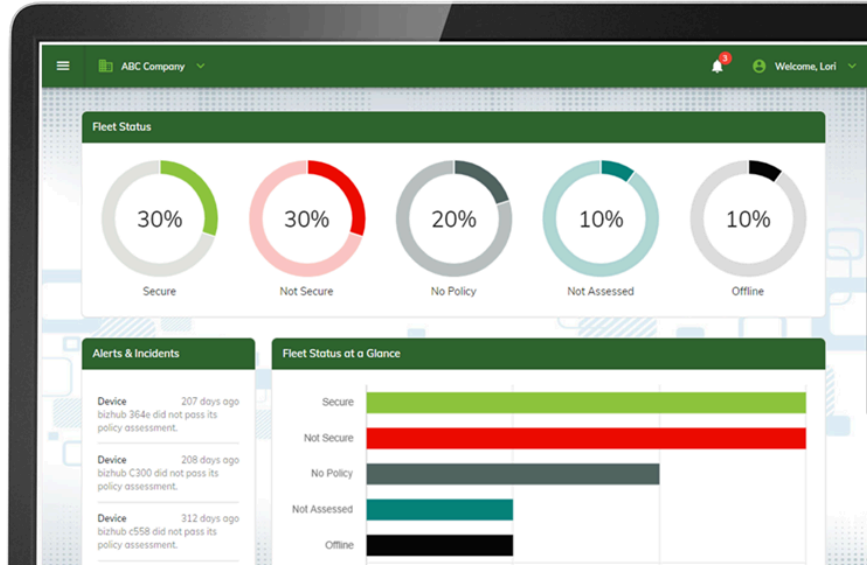 ABC Company
3
Welcome, Lori
Fleet Status
30%
30%
20%
10%
10%
Secure
Not Secure
No Policy
Not Assessed
Offline
Alerts & Incidents
Device 207 days ago
bizhub 364e did not pass its
policy assessment.
Device 208 days ago
bizhub C300 did not pass its
policy assessment.
Device 312 days ago
bizhub c558 did not pass its
policy assessment.
Fleet Status at a Glance
Secure
Not Secure
No Policy
Not Assessed
Offline